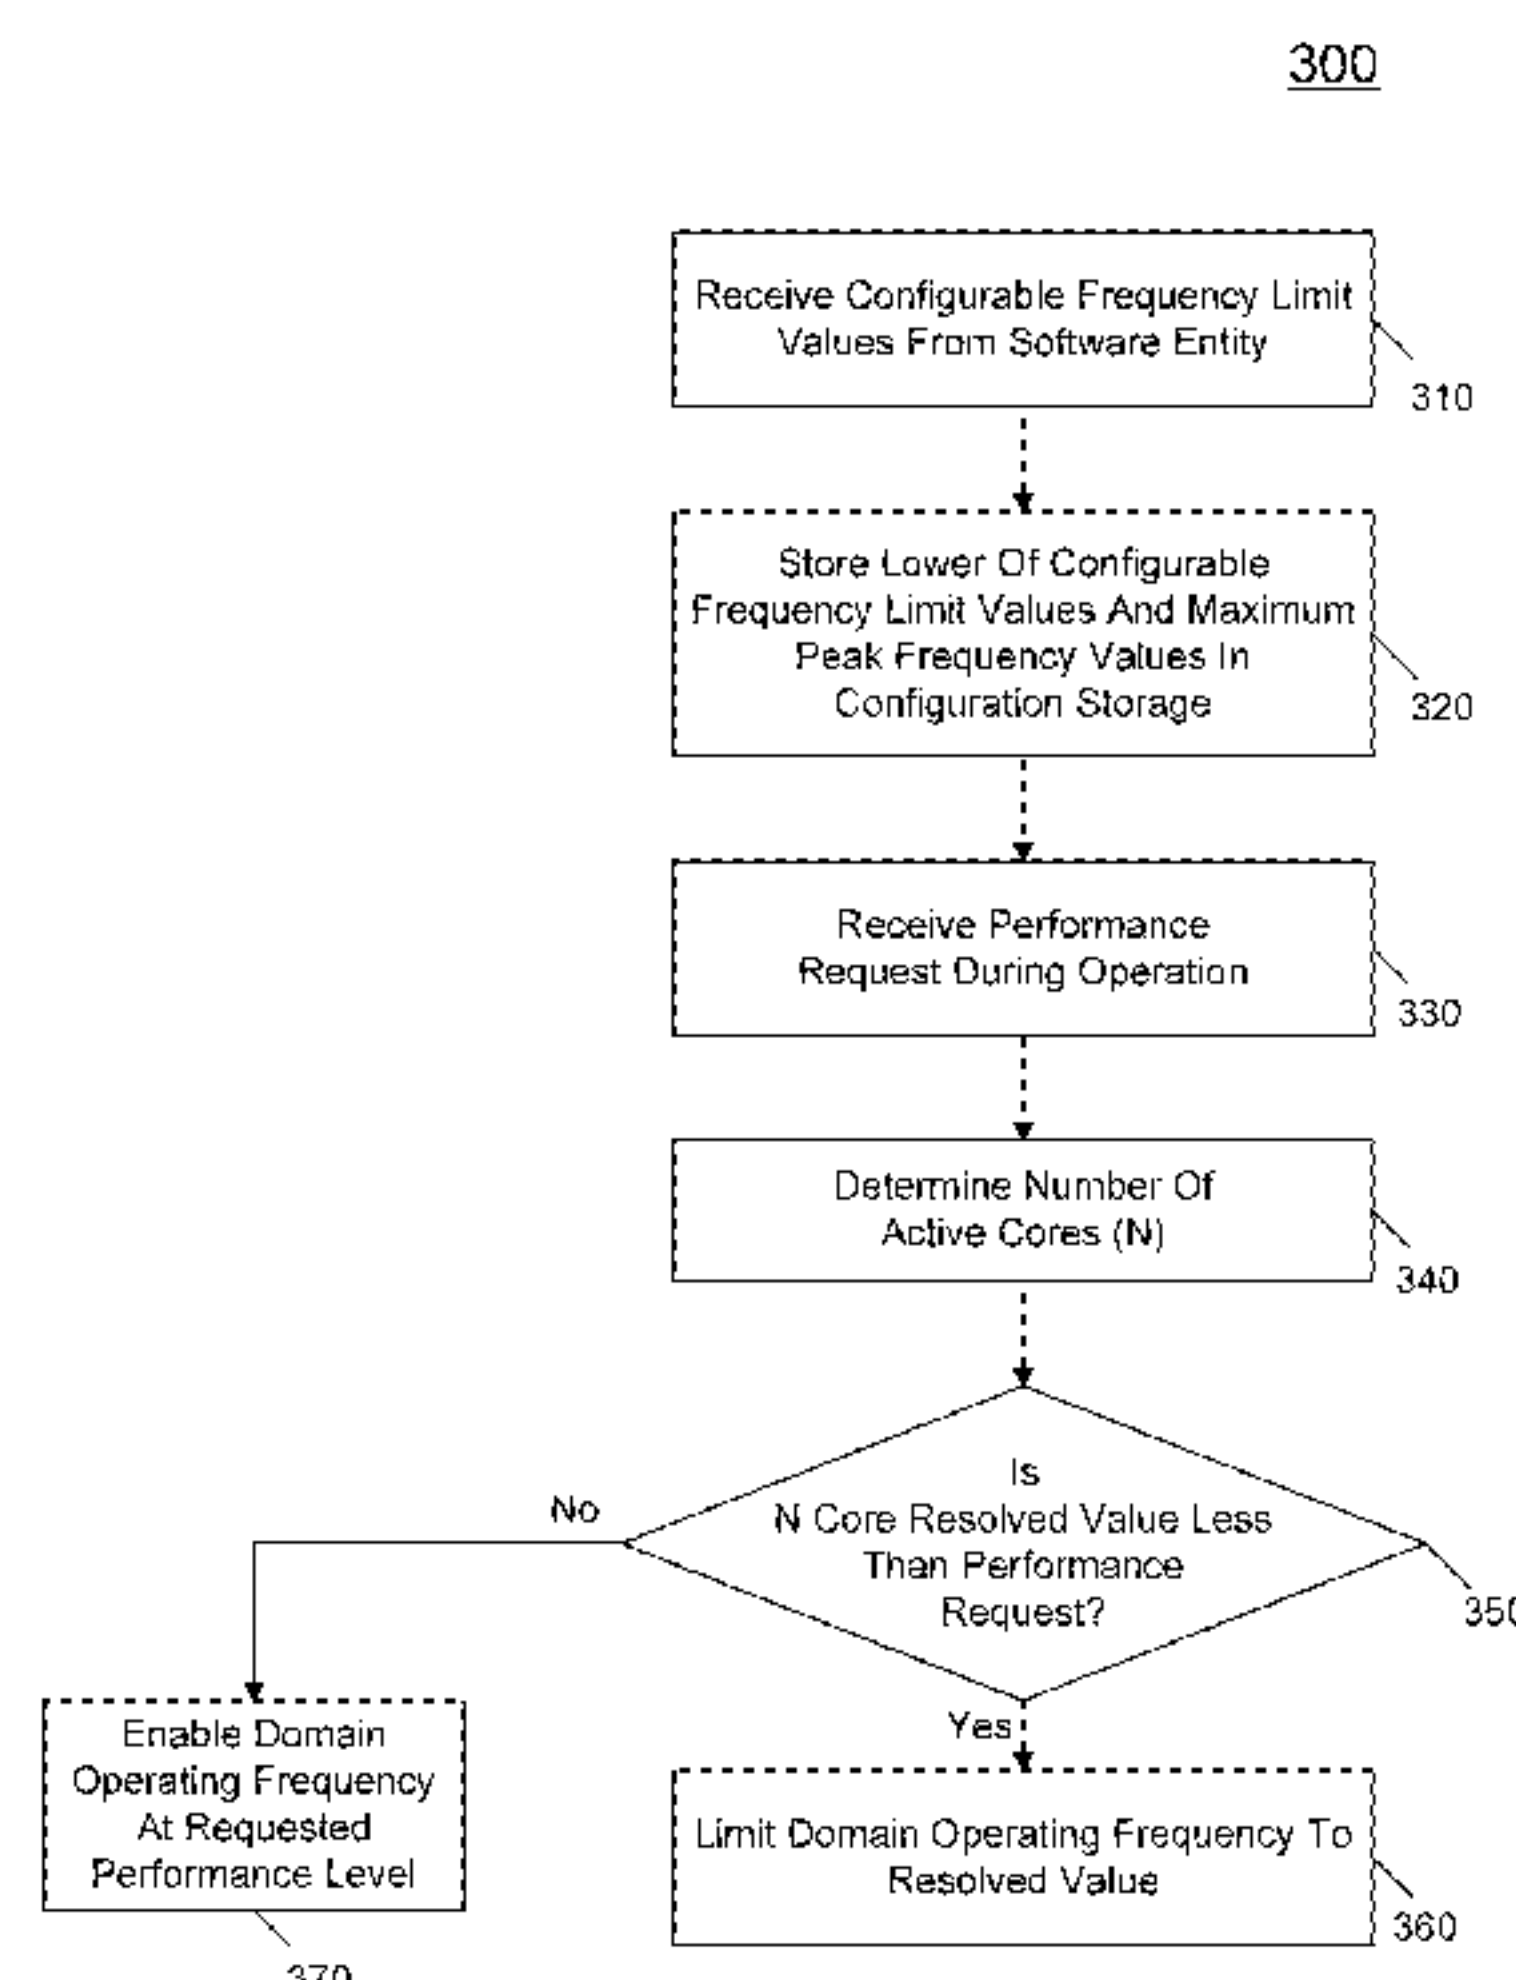 300
Receive Configurable Frequency Limit
Values From Software Entity
310
Store Lower Of Configurable
Frequency Limit Values And Maximum
Peak Frequency Values In
Configuration Storage
320
Receive Performance
Request During Operation
330
Determine Number Of
Active Cores (N)
340
Is
N Core Resolved Value Less
Than Performance
Request?
350
No
Yes
Enable Domain
Operating Frequency
At Requested
Performance Level
370
Limit Domain Operating Frequency To
Resolved Value
360